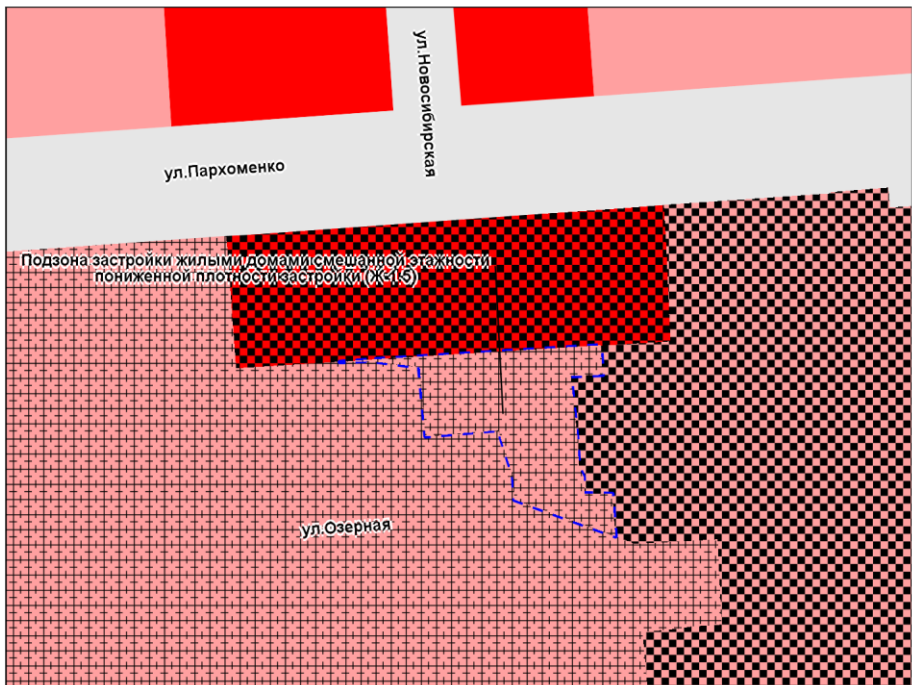 ул.Новосибирская
ул.Пархоменко
Подзона застройки жилыми домами смешанной этажности
пониженной плотности застройки (Ж-1.5)
ул.Озерная